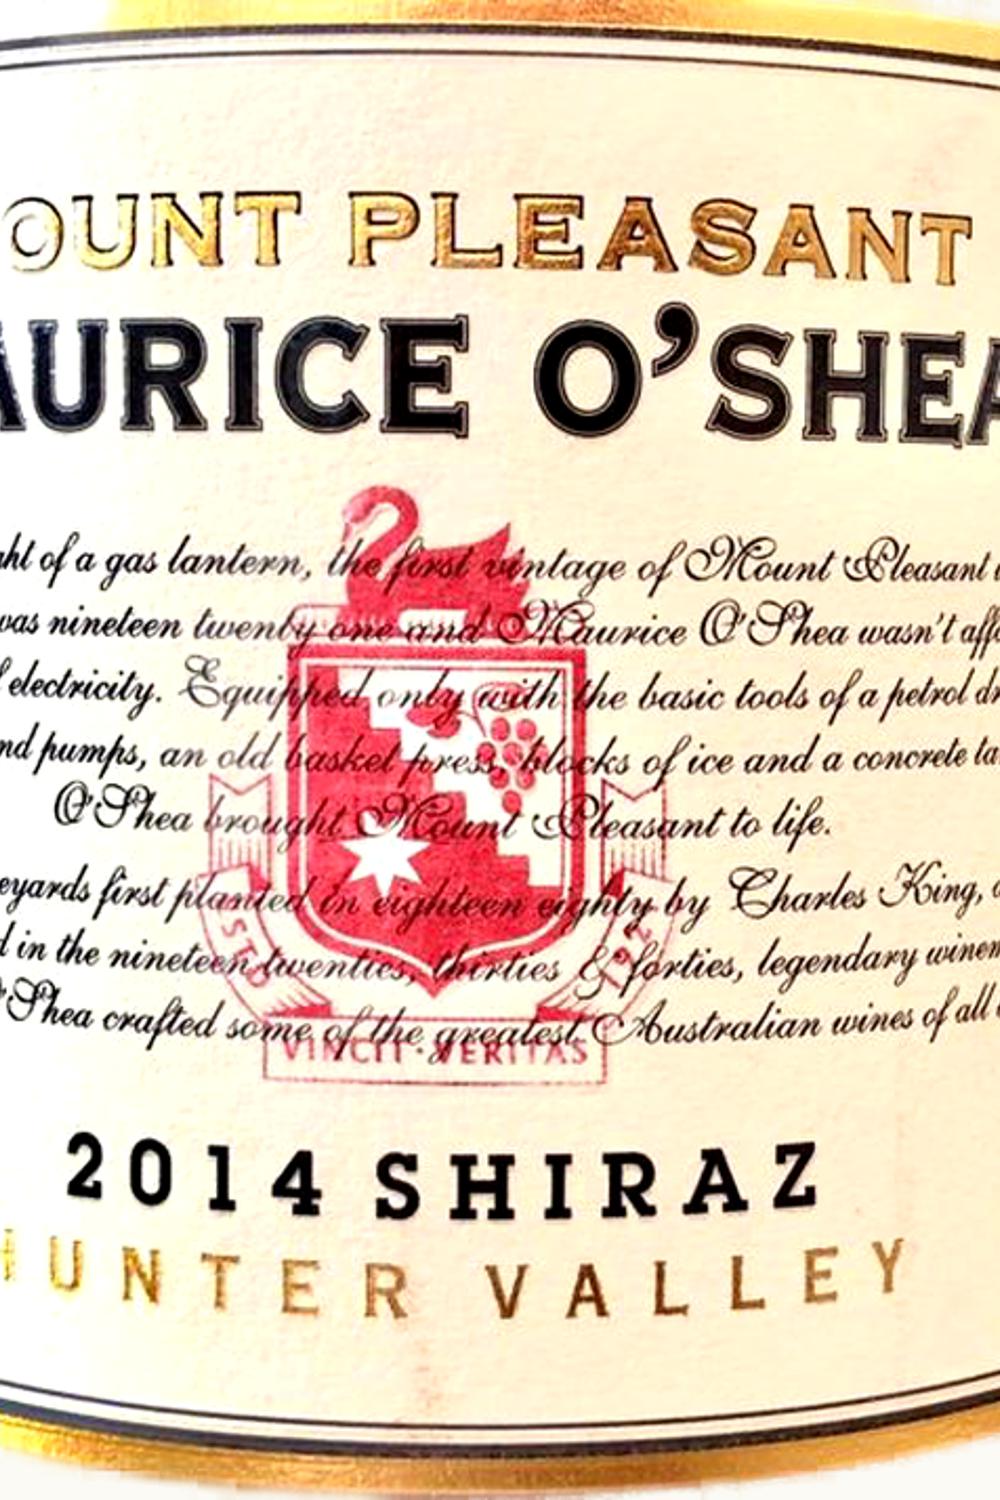 OUNT PLEASANT
AURICE O'SHEA
ght of a gas lantern, the first vintage of Mount Pleasant
was nineteen twenty one and Maurice O'Shea wasn't aff
electricity. Equipped only with the basic tools of a petrol dr
nd pumps, an old basket press, blocks of ice and a concrete ta
O'Shea brought Mount Pleasant to life.
eyards first planted in eighteen eighty by Charles King,
d in the nineteen twenties, thirties & forties, legendary winem
O'Shea crafted some of the greatest Australian wines of all
ESTD
VINCIT · VERITAS
2014 SHIRAZ
HUNTER VALLEY